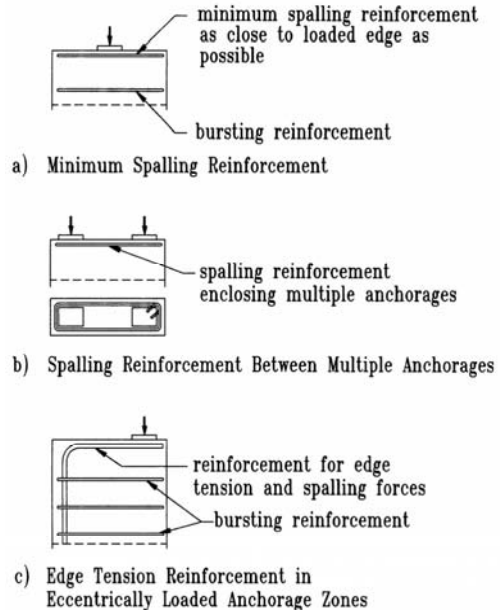 minimum spalling reinforcement
as close to loaded edge as
possible
bursting reinforcement
a) Minimum Spalling Reinforcement
spalling reinforcement
enclosing multiple anchorages
b) Spalling Reinforcement Between Multiple Anchorages
reinforcement for edge
tension and spalling forces
bursting reinforcement
c) Edge Tension Reinforcement in
Eccentrically Loaded Anchorage Zones